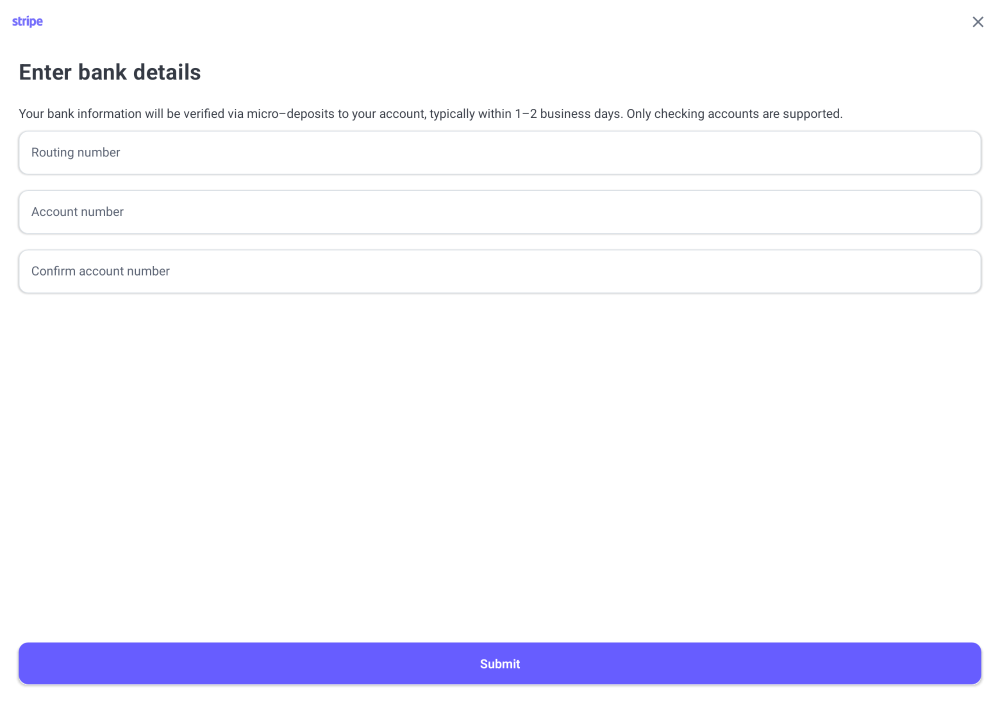 stripe
Enter bank details
Your bank information will be verified via micro–deposits to your account, typically within 1–2 business days. Only checking accounts are supported.
Routing number
Account number
Confirm account number
Submit